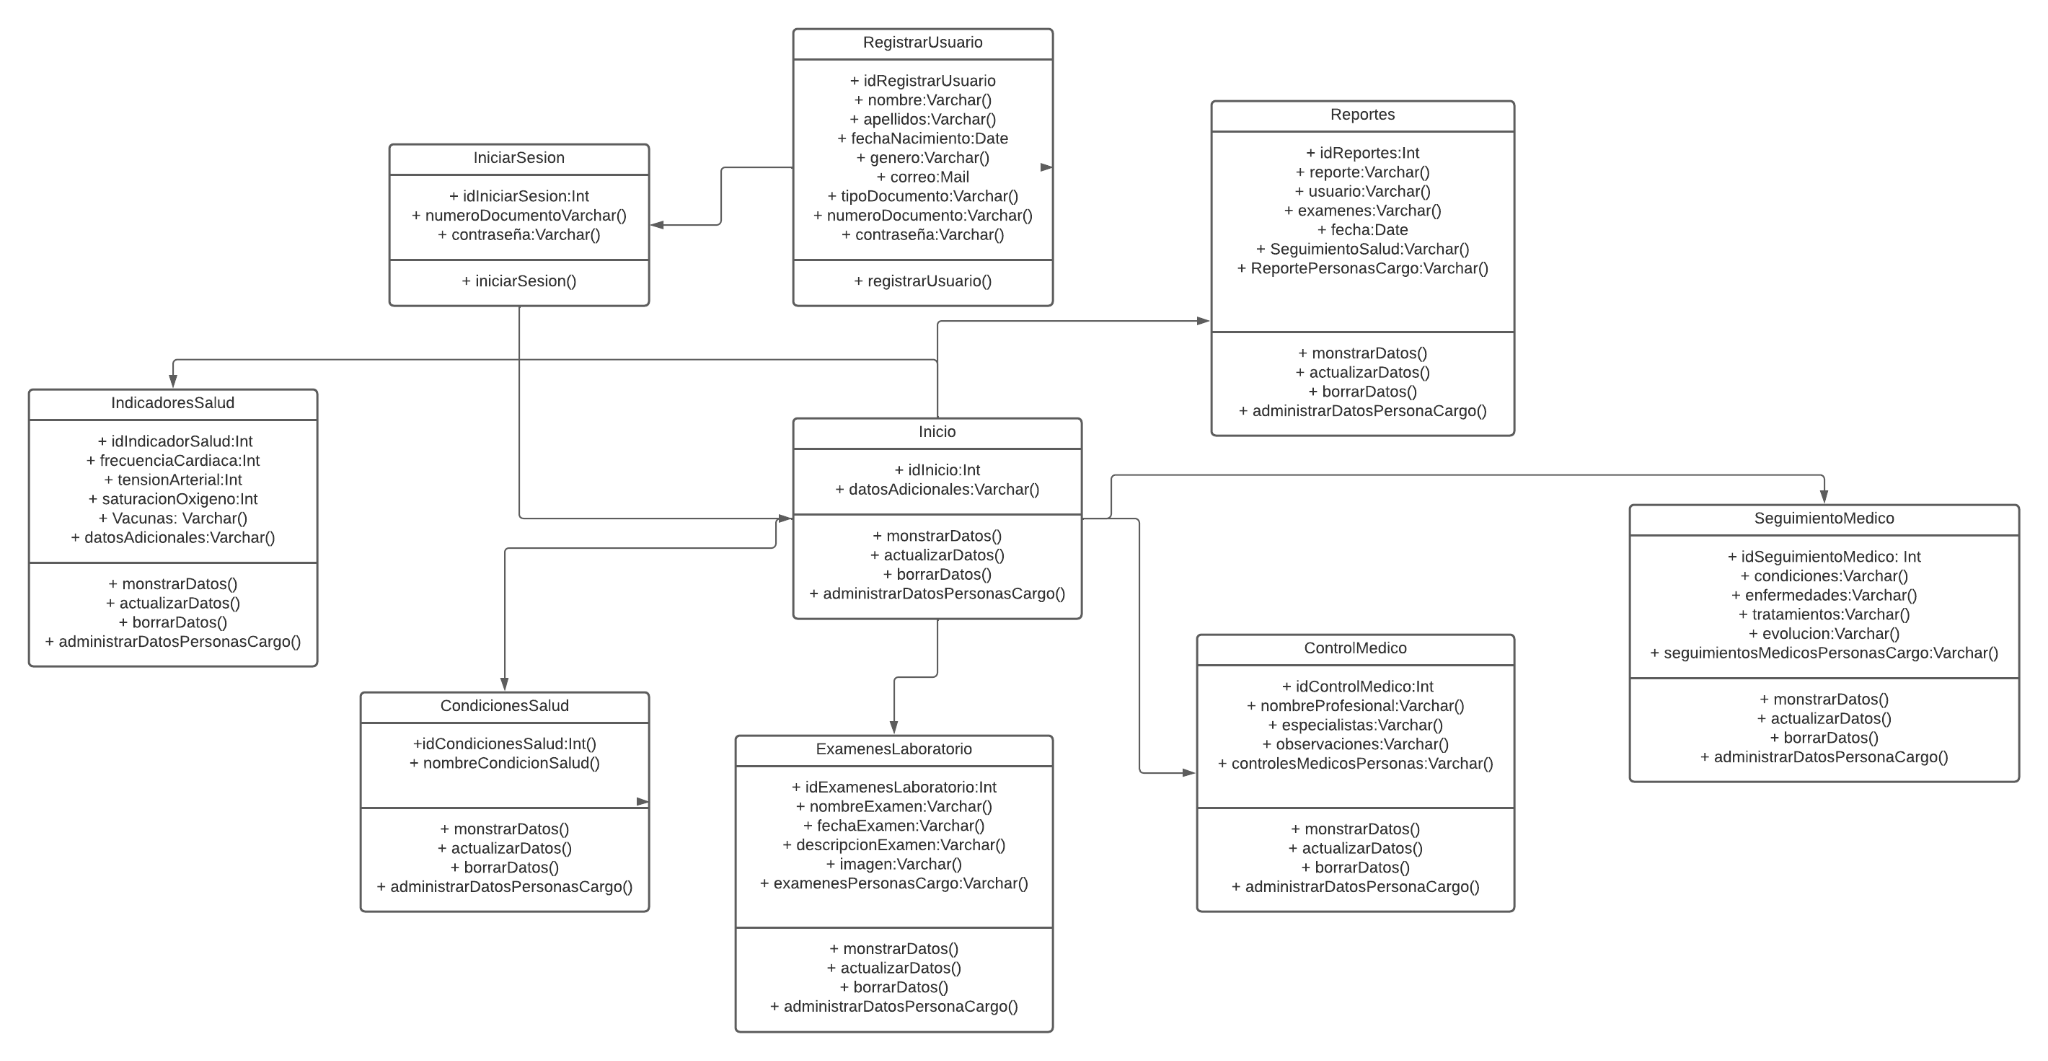 RegistrarUsuario
+ idRegistrarUsuario
+ nombre:Varchar()
+ apellidos:Varchar()
+ fechaNacimiento:Date
+ genero:Varchar()
+ correo:Mail
+ tipoDocumento:Varchar()
+ numeroDocumento:Varchar()
+ contraseña:Varchar()
+ registrarUsuario()
IniciarSesion
+ idIniciarSesion:Int
+ numeroDocumentoVarchar()
+ contraseña:Varchar()
+ iniciarSesion()
Reportes
+ idReportes:Int
+ reporte:Varchar()
+ usuario:Varchar()
+ examenes:Varchar()
+ fecha:Date
+ SeguimientoSalud:Varchar()
+ ReportePersonasCargo:Varchar()
+ monstrarDatos()
+ actualizarDatos()
+ borrarDatos()
+ administrarDatosPersonaCargo()
IndicadoresSalud
+ idIndicadorSalud:Int
+ frecuenciaCardiaca:Int
+ tensionArterial:Int
+ saturacionOxigeno:Int
+ Vacunas: Varchar()
+ datosAdicionales:Varchar()
+ monstrarDatos()
+ actualizarDatos()
+ borrarDatos()
+ administrarDatosPersonasCargo()
Inicio
+ idInicio:Int
+ datosAdicionales:Varchar()
+ monstrarDatos()
+ actualizarDatos()
+ borrarDatos()
+ administrarDatosPersonasCargo()
SeguimientoMedico
+ idSeguimientoMedico: Int
+ condiciones:Varchar()
+ enfermedades:Varchar()
+ tratamientos:Varchar()
+ evolucion:Varchar()
+ seguimientosMedicosPersonasCargo:Varchar()
+ monstrarDatos()
+ actualizarDatos()
+ borrarDatos()
+ administrarDatosPersonaCargo()
CondicionesSalud
+idCondicionesSalud:Int()
+ nombreCondicionSalud()
+ monstrarDatos()
+ actualizarDatos()
+ borrarDatos()
+ administrarDatosPersonasCargo()
ExamenesLaboratorio
+ idExamenesLaboratorio:Int
+ nombreExamen:Varchar()
+ fechaExamen:Varchar()
+ descripcionExamen:Varchar()
+ imagen:Varchar()
+ examenesPersonasCargo:Varchar()
+ monstrarDatos()
+ actualizarDatos()
+ borrarDatos()
+ administrarDatosPersonaCargo()
ControlMedico
+ idControlMedico:Int
+ nombreProfesional:Varchar()
+ especialistas:Varchar()
+ observaciones:Varchar()
+ controlesMedicosPersonas:Varchar()
+ monstrarDatos()
+ actualizarDatos()
+ borrarDatos()
+ administrarDatosPersonaCargo()